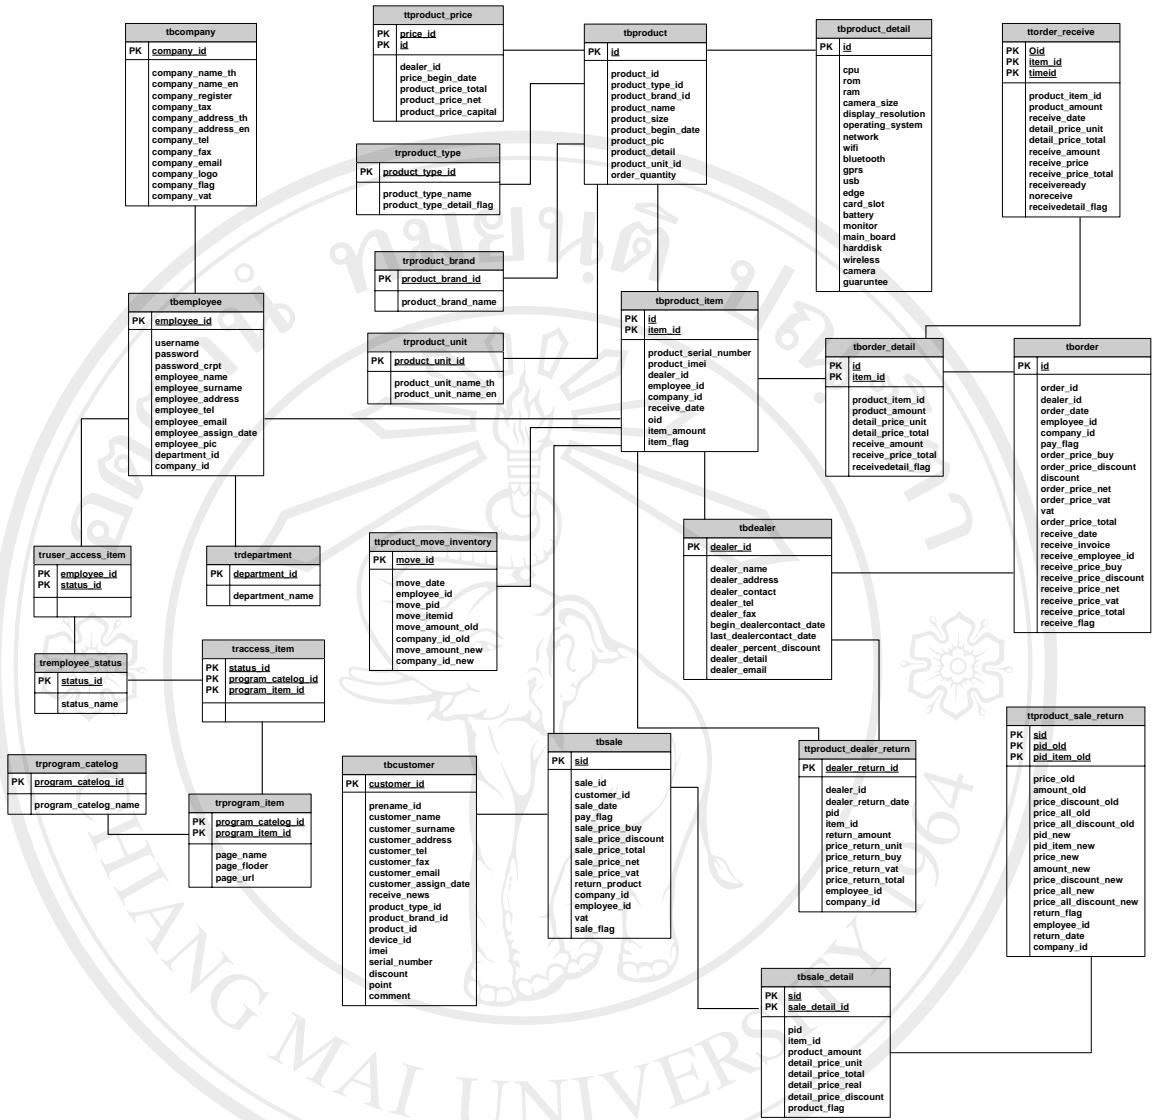 ttproduct_price
PK price_id
PK id
dealer_id
price_begin_date
product_price_total
product_price_net
product_price_capital
tbproduct
PK id
product_id
product_type_id
product_brand_id
product_name
product_size
product_begin_date
product_pic
product_detail
product_unit_id
order_quantity
tbproduct_detail
PK id
cpu
rom
ram
camera_size
display_resolution
operating_system
network
wifi
bluetooth
gprs
usb
edge
card_slot
battery
monitor
main_board
harddisk
wireless
camera
guaruntee
ttorder_receive
PK Oid
PK item_id
PK timeid
product_item_id
product_amount
receive_date
detail_price_unit
detail_price_total
receive_amount
receive_price
receive_price_total
receiveready
noreceive
receivedetail_flag
tbcompany
PK company_id
company_name_th
company_name_en
company_register
company_tax
company_address_th
company_address_en
company_tel
company_fax
company_email
company_logo
company_flag
company_vat
trproduct_type
PK product_type_id
product_type_name
product_type_detail_flag
trproduct_brand
PK product_brand_id
product_brand_name
trproduct_unit
PK product_unit_id
product_unit_name_th
product_unit_name_en
tbemployee
PK employee_id
username
password
password_crpt
employee_name
employee_surname
employee_address
employee_tel
employee_email
employee_assign_date
employee_pic
department_id
company_id
tbproduct_item
PK id
PK item_id
product_serial_number
product_imei
dealer_id
employee_id
company_id
receive_date
oid
item_amount
item_flag
tborder_detail
PK id
PK item_id
product_item_id
product_amount
detail_price_unit
detail_price_total
receive_amount
receive_price_total
receivedetail_flag
tborder
PK id
order_id
dealer_id
order_date
employee_id
company_id
pay_flag
order_price_buy
order_price_discount
discount
order_price_net
order_price_vat
vat
order_price_total
receive_date
receive_invoice
receive_employee_id
receive_price_buy
receive_price_discount
receive_price_net
receive_price_vat
receive_price_total
receive_flag
truser_access_item
PK employee_id
PK status_id
trdepartment
PK department_id
department_name
ttproduct_move_inventory
PK move_id
move_date
employee_id
move_pid
move_itemid
move_amount_old
company_id_old
move_amount_new
company_id_new
tbdealer
PK dealer_id
dealer_name
dealer_address
dealer_contact
dealer_tel
dealer_fax
begin_dealercontact_date
last_dealercontact_date
dealer_percent_discount
dealer_detail
dealer_email
tremployee_status
PK status_id
status_name
traccess_item
PK status_id
PK program_catelog_id
PK program_item_id
trprogram_catelog
PK program_catelog_id
program_catelog_name
trprogram_item
PK program_catelog_id
PK program_item_id
page_name
page_floder
page_url
tbcustomer
PK customer_id
prename_id
customer_name
customer_surname
customer_address
customer_tel
customer_fax
customer_email
customer_assign_date
receive_news
product_type_id
product_brand_id
product_id
device_id
imei
serial_number
discount
point
comment
tbsale
PK sid
sale_id
customer_id
sale_date
pay_flag
sale_price_buy
sale_price_discount
sale_price_total
sale_price_net
sale_price_vat
return_product
company_id
employee_id
vat
sale_flag
ttproduct_dealer_return
PK dealer_return_id
dealer_id
dealer_return_date
pid
item_id
return_amount
price_return_unit
price_return_buy
price_return_vat
price_return_total
employee_id
company_id
ttproduct_sale_return
PK sid
PK pid_old
PK pid_item_old
price_old
amount_old
price_discount_old
price_all_old
price_all_discount_old
pid_new
pid_item_new
price_new
amount_new
price_discount_new
price_all_new
price_all_discount_new
return_flag
employee_id
return_date
company_id
tbsale_detail
PK sid
PK sale_detail_id
pid
item_id
product_amount
detail_price_unit
detail_price_total
detail_price_real
detail_price_discount
product_flag
CHIANG MAI UNIVERSITY 1964